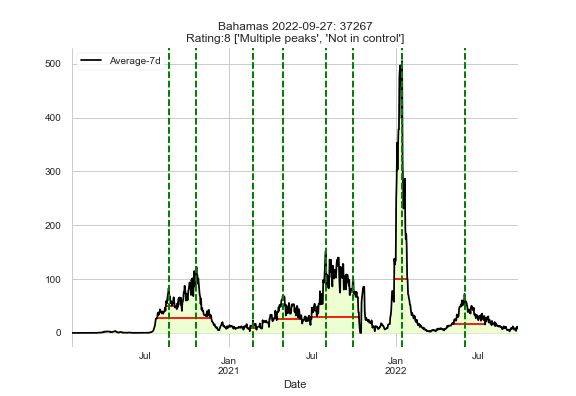 Bahamas 2022-09-27: 37267
Rating:8 ['Multiple peaks', 'Not in control']
Average-7d
500
400
300
200
100
0
Jul
Jan
2021
Jul
Jan
2022
Jul
Date